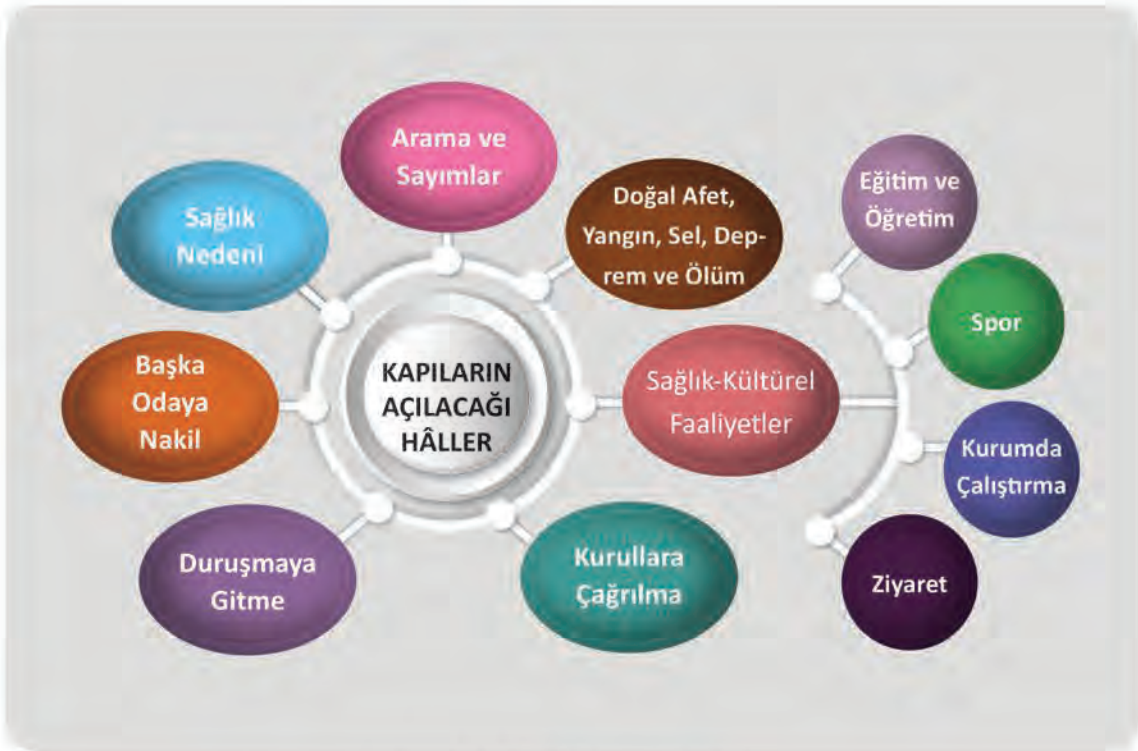 Arama ve
Sayımlar
Sağlık
Nedeni
Doğal Afet,
Yangın, Sel, Dep-
rem ve Ölüm
Eğitim ve
Öğretim
Spor
Başka
Odaya
Nakil
KAPILARIN
AÇILACAĞI
HÂLLER
Sağlık-Kültürel
Faaliyetler
Kurumda
Çalıştırma
Duruşmaya
Gitme
Kurullara
Çağrılma
Ziyaret